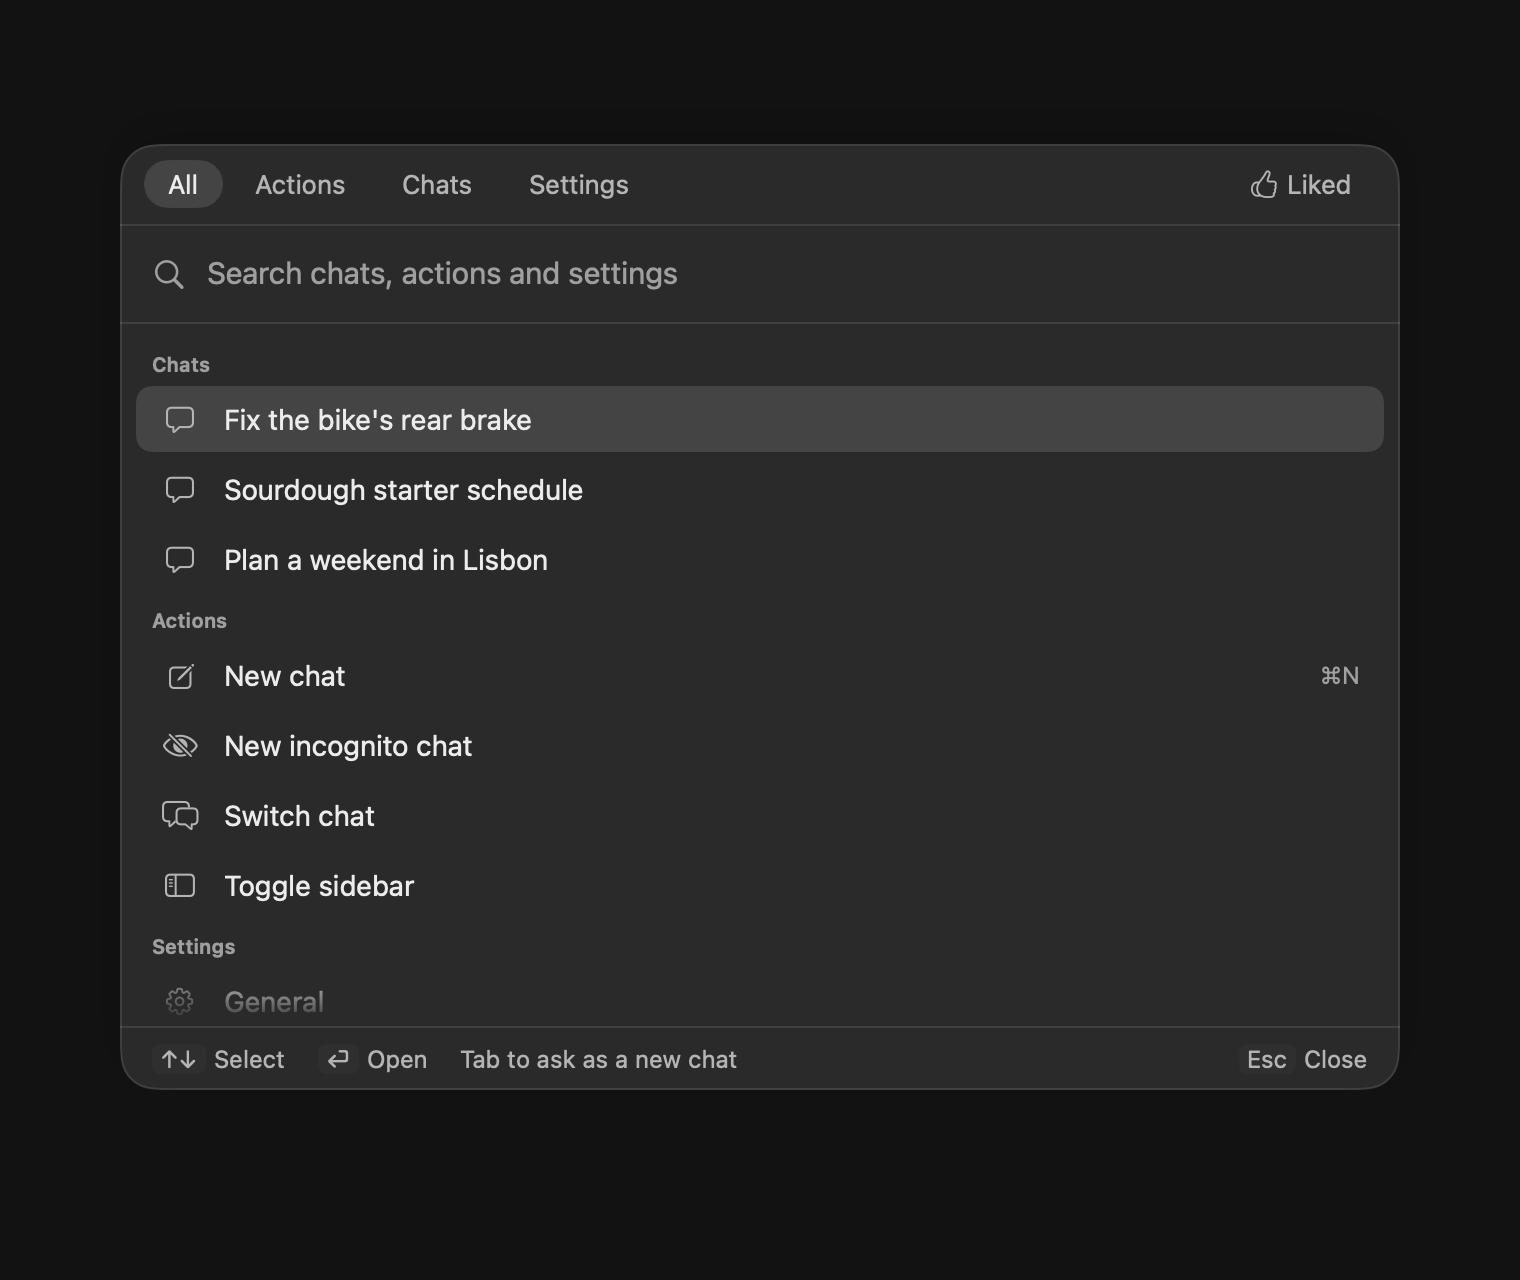 All Actions Chats Settings Liked
Search chats, actions and settings
Chats
Fix the bike's rear brake
Sourdough starter schedule
Plan a weekend in Lisbon
Actions
New chat ⌘N
New incognito chat
Switch chat
Toggle sidebar
Settings
General
↑↓ Select ↩ Open Tab to ask as a new chat Esc Close